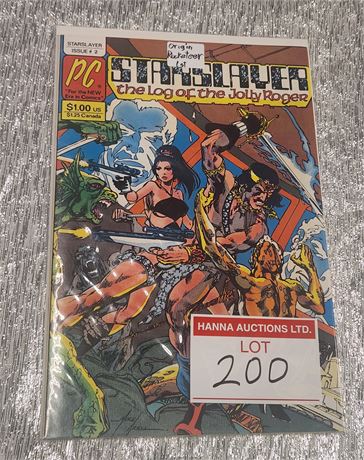 STARSLAYER
ISSUE # 2
Origin
Rocketeer
1st
PC
"For the NEW
Era in Comics"
$1.00 US
$1.25 Canada
STARSLAYER
the Log of the Jolly Roger
HANNA AUCTIONS LTD.
LOT
200